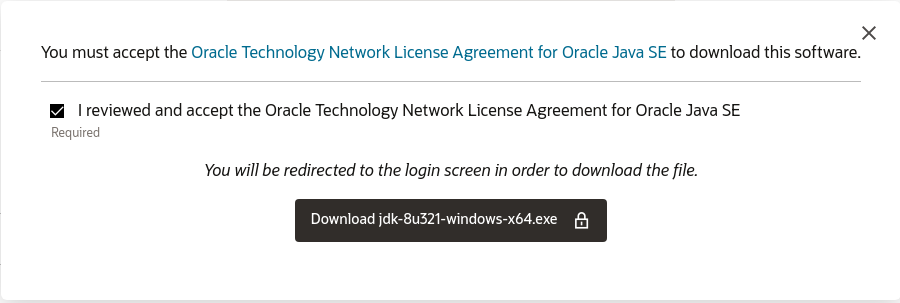 You must accept the Oracle Technology Network License Agreement for Oracle Java SE to download this software.
I reviewed and accept the Oracle Technology Network License Agreement for Oracle Java SE
Required
You will be redirected to the login screen in order to download the file.
Download jdk-8u321-windows-x64.exe